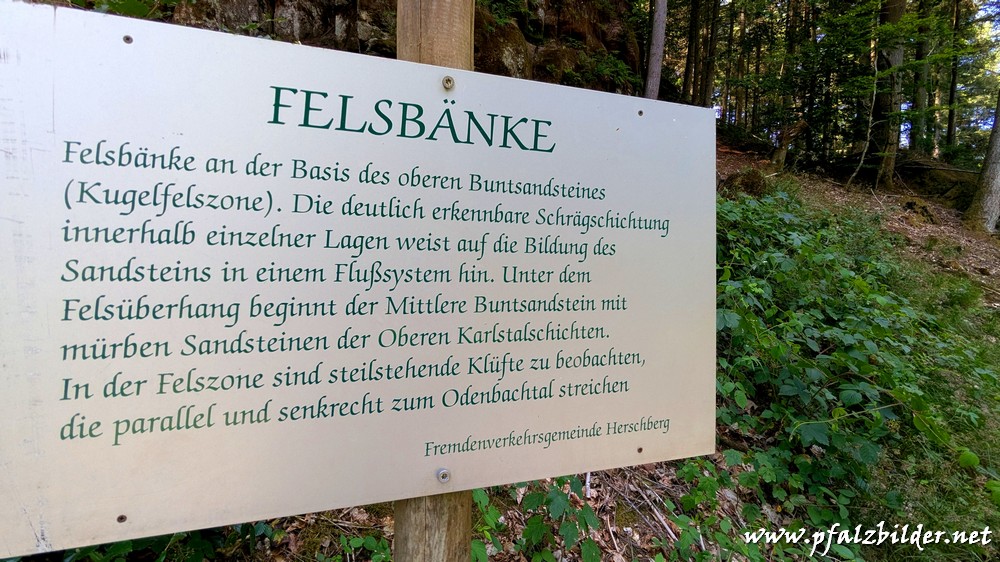 FELSBÄNKE
Felsbänke an der Basis des oberen Buntsandsteines
(Kugelfelszone). Die deutlich erkennbare Schrägschichtung
innerhalb einzelner Lagen weist auf die Bildung des
Sandsteins in einem Flußsystem hin. Unter dem
Felsüberhang beginnt der Mittlere Buntsandstein mit
mürben Sandsteinen der Oberen Karlstalschichten.
In der Felszone sind steilstehende Klüfte zu beobachten,
die parallel und senkrecht zum Odenbachtal streichen
Fremdenverkehrsgemeinde Herschberg
www.pfalzbilder.net